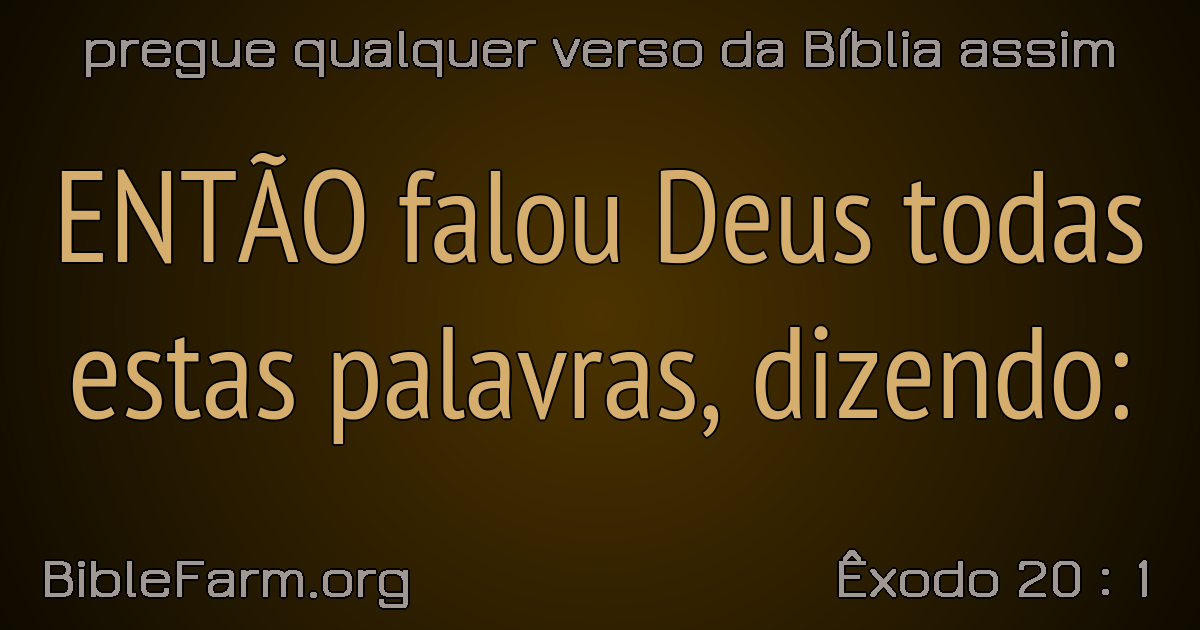 pregue qualquer verso da Bíblia assim
ENTÃO falou Deus todas
estas palavras, dizendo:
BibleFarm.org
Êxodo 20 : 1